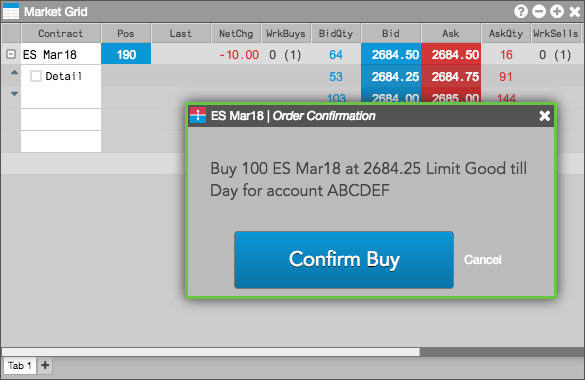 Market Grid
Contract Pos Last NetChg WrkBuys BidQty Bid Ask AskQty WrkSells
ES Mar18 190 -10.00 0 (1) 64 2684.50 2684.50 16 0 (1)
Detail 53 2684.25 2684.75 91
103 2684.00 2685.00 144
ES Mar18 | Order Confirmation
Buy 100 ES Mar18 at 2684.25 Limit Good till
Day for account ABCDEF
Confirm Buy Cancel
Tab 1